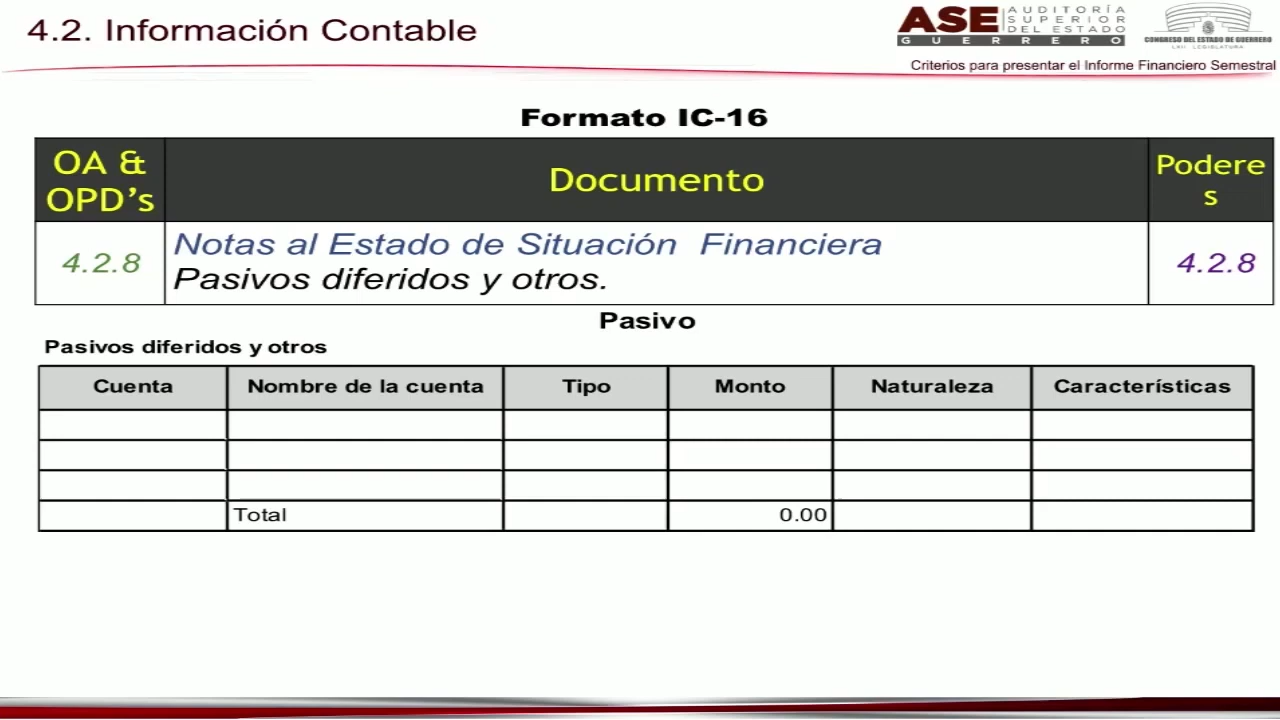 4.2. Información Contable
ASE AUDITORÍA SUPERIOR DEL ESTADO
GUERRERO
CONGRESO DEL ESTADO DE GUERRERO
LXII LEGISLATURA
Criterios para presentar el Informe Financiero Semestral
Formato IC-16
OA & OPD’s Documento Poderes
4.2.8 Notas al Estado de Situación Financiera 4.2.8
Pasivos diferidos y otros.
Pasivo
Pasivos diferidos y otros
Cuenta Nombre de la cuenta Tipo Monto Naturaleza Características
Total 0.00